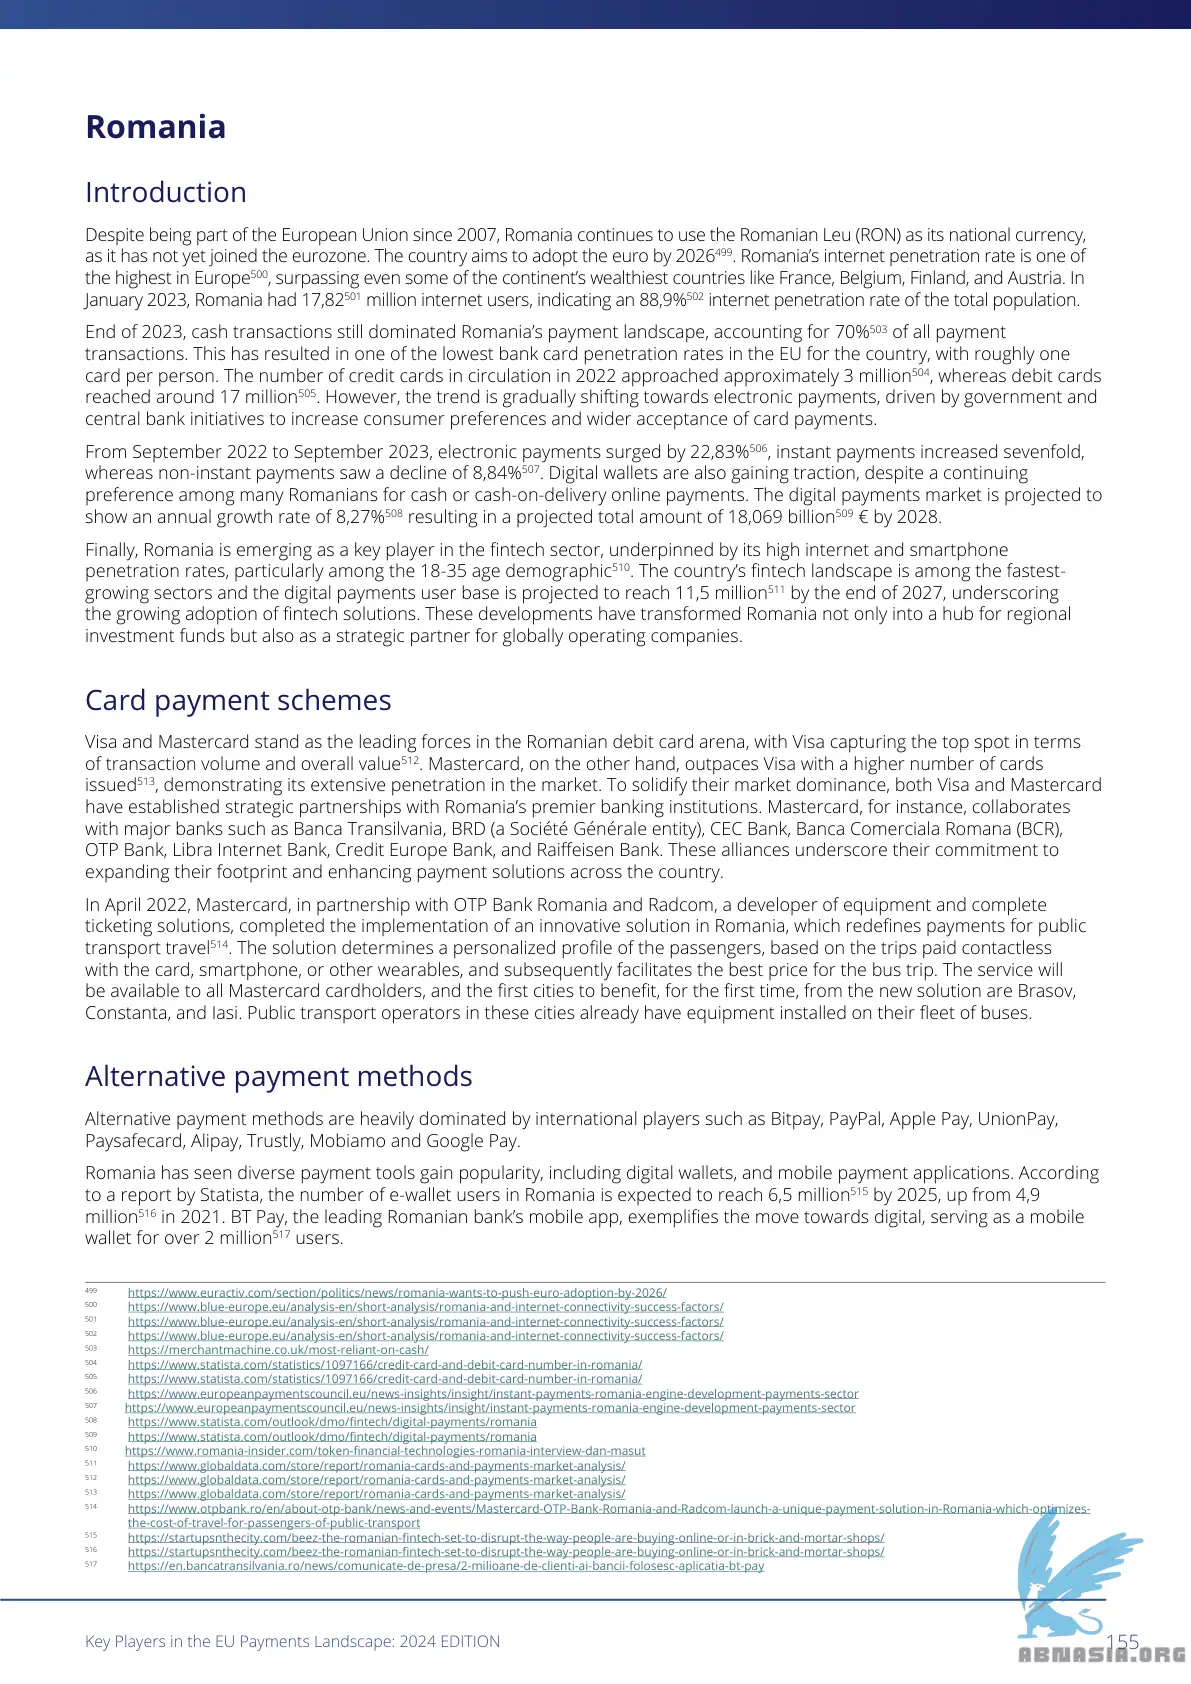 Romania
Introduction
Despite being part of the European Union since 2007, Romania continues to use the Romanian Leu (RON) as its national currency,
as it has not yet joined the eurozone. The country aims to adopt the euro by 2026499. Romania’s internet penetration rate is one of
the highest in Europe500, surpassing even some of the continent’s wealthiest countries like France, Belgium, Finland, and Austria. In
January 2023, Romania had 17,82501 million internet users, indicating an 88,9%502 internet penetration rate of the total population.
End of 2023, cash transactions still dominated Romania’s payment landscape, accounting for 70%503 of all payment
transactions. This has resulted in one of the lowest bank card penetration rates in the EU for the country, with roughly one
card per person. The number of credit cards in circulation in 2022 approached approximately 3 million504, whereas debit cards
reached around 17 million505. However, the trend is gradually shifting towards electronic payments, driven by government and
central bank initiatives to increase consumer preferences and wider acceptance of card payments.
From September 2022 to September 2023, electronic payments surged by 22,83%506, instant payments increased sevenfold,
whereas non-instant payments saw a decline of 8,84%507. Digital wallets are also gaining traction, despite a continuing
preference among many Romanians for cash or cash-on-delivery online payments. The digital payments market is projected to
show an annual growth rate of 8,27%508 resulting in a projected total amount of 18,069 billion509 € by 2028.
Finally, Romania is emerging as a key player in the fintech sector, underpinned by its high internet and smartphone
penetration rates, particularly among the 18-35 age demographic510. The country’s fintech landscape is among the fastest-
growing sectors and the digital payments user base is projected to reach 11,5 million511 by the end of 2027, underscoring
the growing adoption of fintech solutions. These developments have transformed Romania not only into a hub for regional
investment funds but also as a strategic partner for globally operating companies.
Card payment schemes
Visa and Mastercard stand as the leading forces in the Romanian debit card arena, with Visa capturing the top spot in terms
of transaction volume and overall value512. Mastercard, on the other hand, outpaces Visa with a higher number of cards
issued513, demonstrating its extensive penetration in the market. To solidify their market dominance, both Visa and Mastercard
have established strategic partnerships with Romania’s premier banking institutions. Mastercard, for instance, collaborates
with major banks such as Banca Transilvania, BRD (a Société Générale entity), CEC Bank, Banca Comerciala Romana (BCR),
OTP Bank, Libra Internet Bank, Credit Europe Bank, and Raiffeisen Bank. These alliances underscore their commitment to
expanding their footprint and enhancing payment solutions across the country.
In April 2022, Mastercard, in partnership with OTP Bank Romania and Radcom, a developer of equipment and complete
ticketing solutions, completed the implementation of an innovative solution in Romania, which redefines payments for public
transport travel514. The solution determines a personalized profile of the passengers, based on the trips paid contactless
with the card, smartphone, or other wearables, and subsequently facilitates the best price for the bus trip. The service will
be available to all Mastercard cardholders, and the first cities to benefit, for the first time, from the new solution are Brasov,
Constanta, and Iasi. Public transport operators in these cities already have equipment installed on their fleet of buses.
Alternative payment methods
Alternative payment methods are heavily dominated by international players such as Bitpay, PayPal, Apple Pay, UnionPay,
Paysafecard, Alipay, Trustly, Mobiamo and Google Pay.
Romania has seen diverse payment tools gain popularity, including digital wallets, and mobile payment applications. According
to a report by Statista, the number of e-wallet users in Romania is expected to reach 6,5 million515 by 2025, up from 4,9
million516 in 2021. BT Pay, the leading Romanian bank’s mobile app, exemplifies the move towards digital, serving as a mobile
wallet for over 2 million517 users.
499 https://www.euractiv.com/section/politics/news/romania-wants-to-push-euro-adoption-by-2026/
500 https://www.blue-europe.eu/analysis-en/short-analysis/romania-and-internet-connectivity-success-factors/
501 https://www.blue-europe.eu/analysis-en/short-analysis/romania-and-internet-connectivity-success-factors/
502 https://www.blue-europe.eu/analysis-en/short-analysis/romania-and-internet-connectivity-success-factors/
503 https://merchantmachine.co.uk/most-reliant-on-cash/
504 https://www.statista.com/statistics/1097166/credit-card-and-debit-card-number-in-romania/
505 https://www.statista.com/statistics/1097166/credit-card-and-debit-card-number-in-romania/
506 https://www.europeanpaymentscouncil.eu/news-insights/insight/instant-payments-romania-engine-development-payments-sector
507 https://www.europeanpaymentscouncil.eu/news-insights/insight/instant-payments-romania-engine-development-payments-sector
508 https://www.statista.com/outlook/dmo/fintech/digital-payments/romania
509 https://www.statista.com/outlook/dmo/fintech/digital-payments/romania
510 https://www.romania-insider.com/token-financial-technologies-romania-interview-dan-masut
511 https://www.globaldata.com/store/report/romania-cards-and-payments-market-analysis/
512 https://www.globaldata.com/store/report/romania-cards-and-payments-market-analysis/
513 https://www.globaldata.com/store/report/romania-cards-and-payments-market-analysis/
514 https://www.otpbank.ro/en/about-otp-bank/news-and-events/Mastercard-OTP-Bank-Romania-and-Radcom-launch-a-unique-payment-solution-in-Romania-which-optimizes-
the-cost-of-travel-for-passengers-of-public-transport
515 https://startupsnthecity.com/beez-the-romanian-fintech-set-to-disrupt-the-way-people-are-buying-online-or-in-brick-and-mortar-shops/
516 https://startupsnthecity.com/beez-the-romanian-fintech-set-to-disrupt-the-way-people-are-buying-online-or-in-brick-and-mortar-shops/
517 https://en.bancatransilvania.ro/news/comunicate-de-presa/2-milioane-de-clienti-ai-bancii-folosesc-aplicatia-bt-pay
Key Players in the EU Payments Landscape: 2024 EDITION
155
ABNASIA.ORG